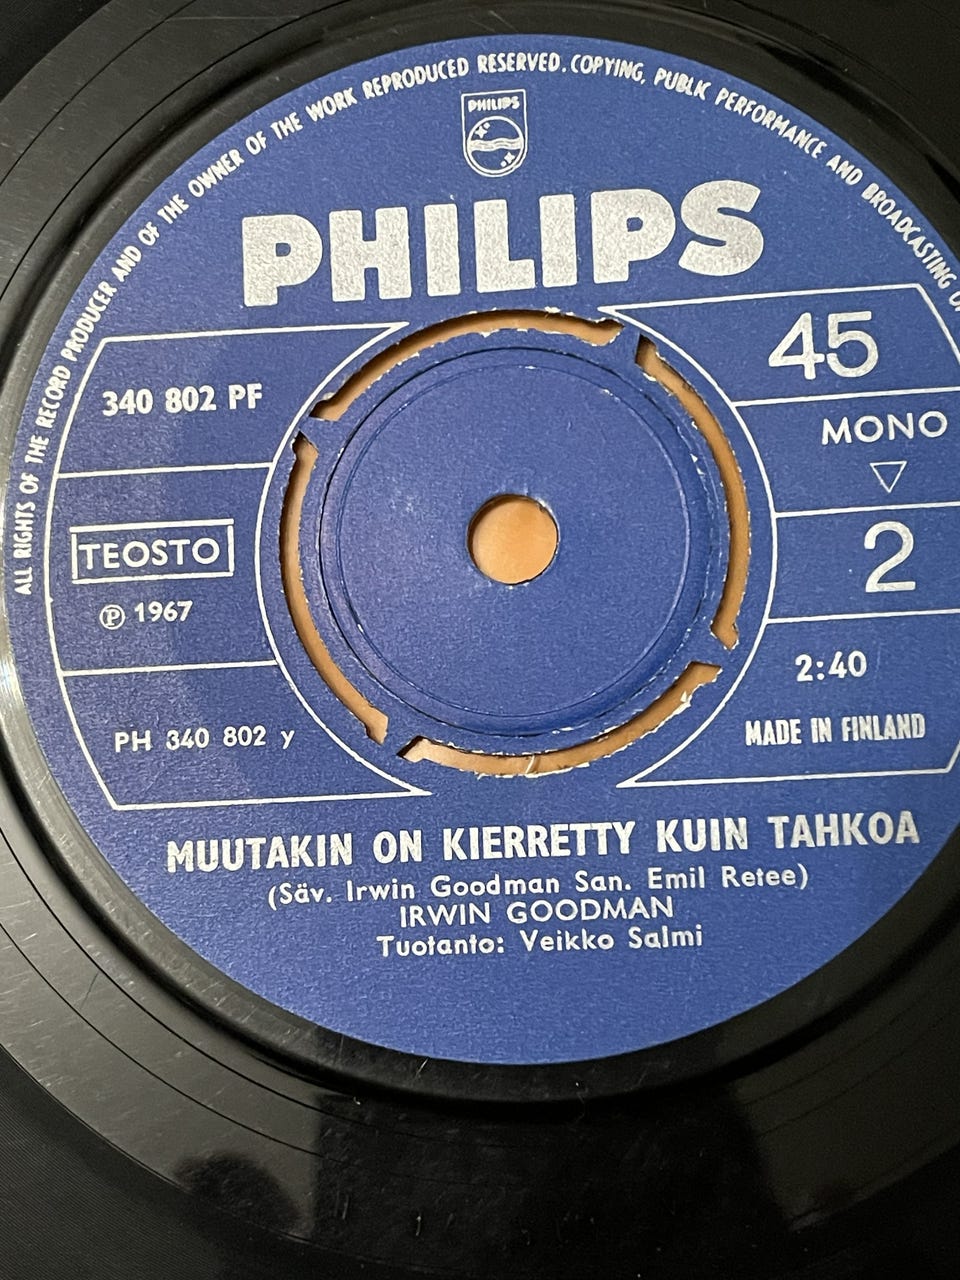 ALL RIGHTS OF THE RECORD PRODUCER AND OF THE OWNER OF THE WORK REPRODUCED RESERVED. COPYING, PUBLIC PERFORMANCE AND BROADCASTING
PHILIPS
PHILIPS
340 802 PF
TEOSTO
Ⓟ 1967
PH 340 802 y
45
MONO
▽
2
2:40
MADE IN FINLAND
MUUTAKIN ON KIERRETTY KUIN TAHKOA
(Säv. Irwin Goodman San. Emil Retee)
IRWIN GOODMAN
Tuotanto: Veikko Salmi